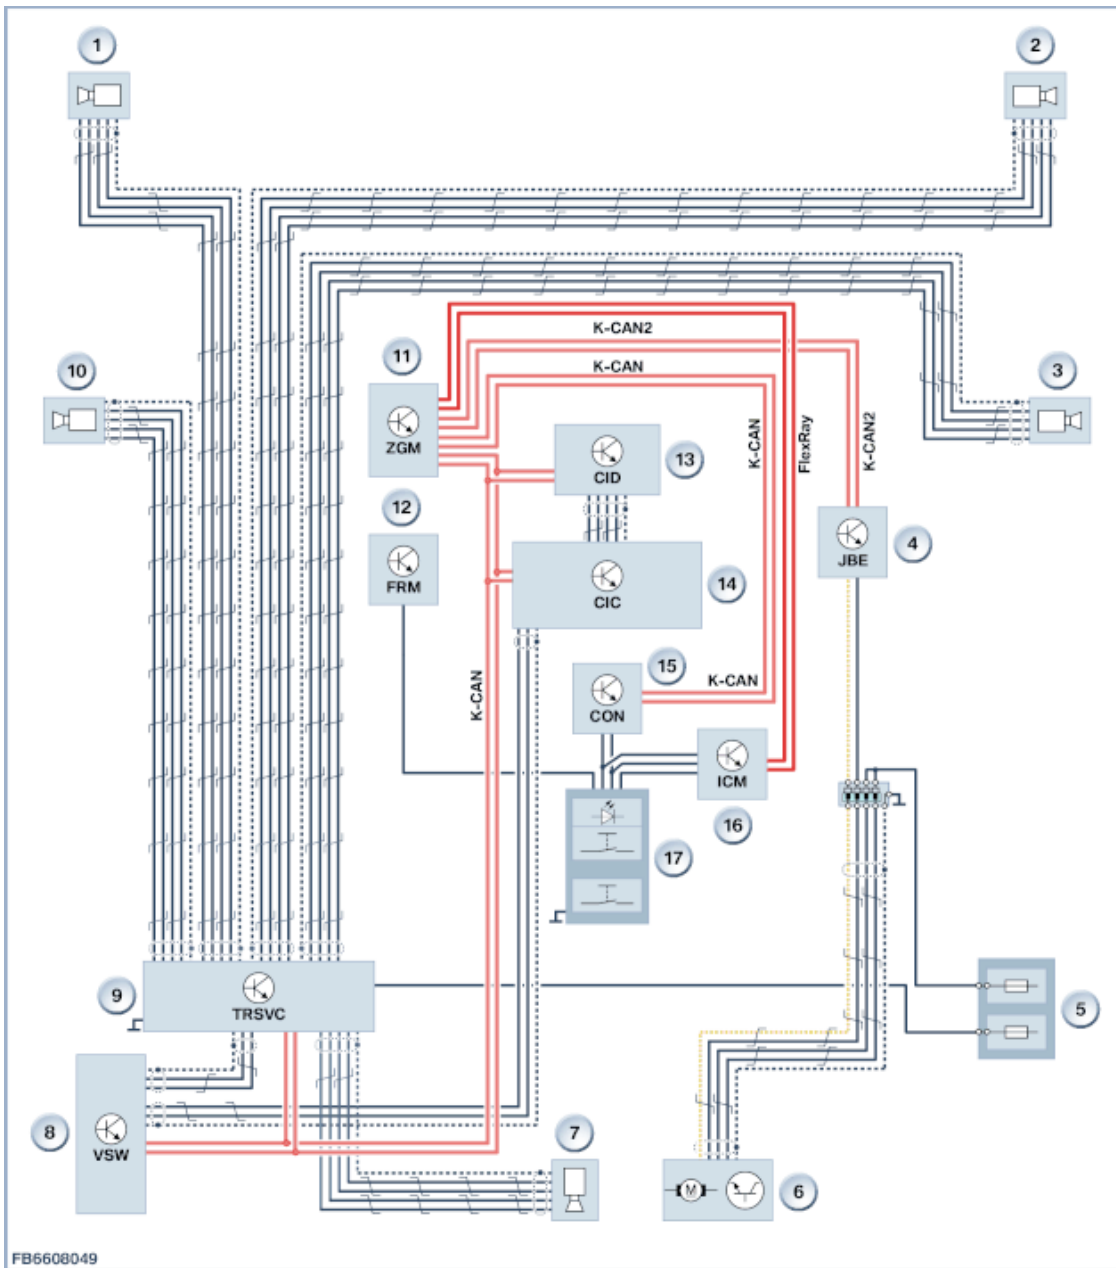 1
2
K-CAN2
11
K-CAN
10
3
ZGM
K-CAN
FlexRay
K-CAN2
13
CID
12
4
JBE
FRM
14
CIC
15
K-CAN
CON
K-CAN
ICM
16
17
9
TRSVC
5
8
VSW
7
M
6
FB6608049